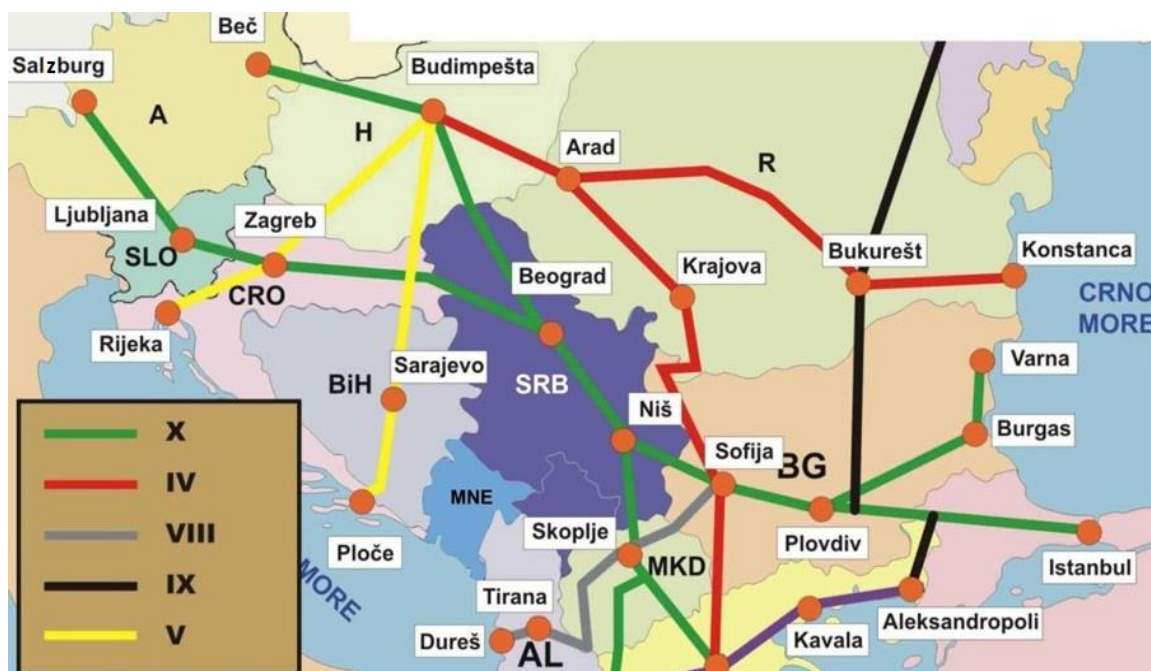 Beč
Salzburg
Budimpešta
A
H
Arad
R
Ljubljana
Zagreb
SLO
Beograd
Krajova
Bukurešt
Konstanca
CRO
CRNO
MORE
Rijeka
Sarajevo
BiH
SRB
Varna
Niš
Burgas
Sofija
BG
X
IV
VIII
IX
V
MNE
Ploče
Skoplje
MKD
Plovdiv
Istanbul
MORE
Tirana
Dureš
AL
Kavala
Aleksandropoli